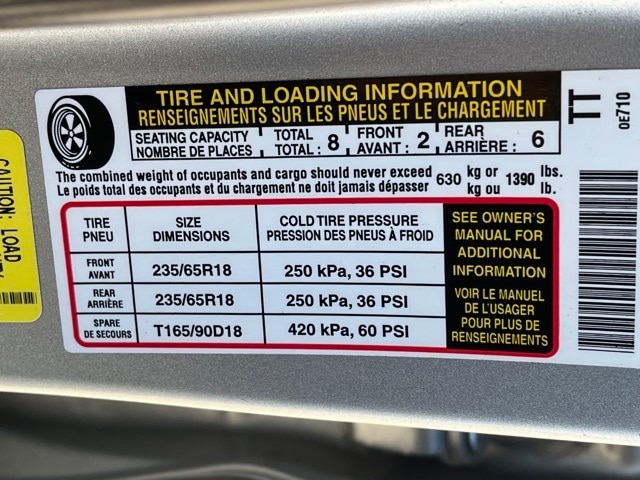 TIRE AND LOADING INFORMATION
RENSEIGNEMENTS SUR LES PNEUS ET LE CHARGEMENT
SEATING CAPACITY TOTAL 8 FRONT 2 REAR 6
NOMBRE DE PLACES TOTAL : AVANT : ARRIÈRE :
The combined weight of occupants and cargo should never exceed 630 kg or 1390 lbs.
Le poids total des occupants et du chargement ne doit jamais dépasser kg ou lb.
TIRE SIZE COLD TIRE PRESSURE
PNEU DIMENSIONS PRESSION DES PNEUS À FROID
FRONT 235/65R18 250 kPa, 36 PSI
AVANT
REAR 235/65R18 250 kPa, 36 PSI
ARRIÈRE
SPARE T165/90D18 420 kPa, 60 PSI
DE SECOURS
SEE OWNER'S
MANUAL FOR
ADDITIONAL
INFORMATION
VOIR LE MANUEL
DE L'USAGER
POUR PLUS DE
RENSEIGNEMENTS
TT
0E710
CAUTION: LOAD